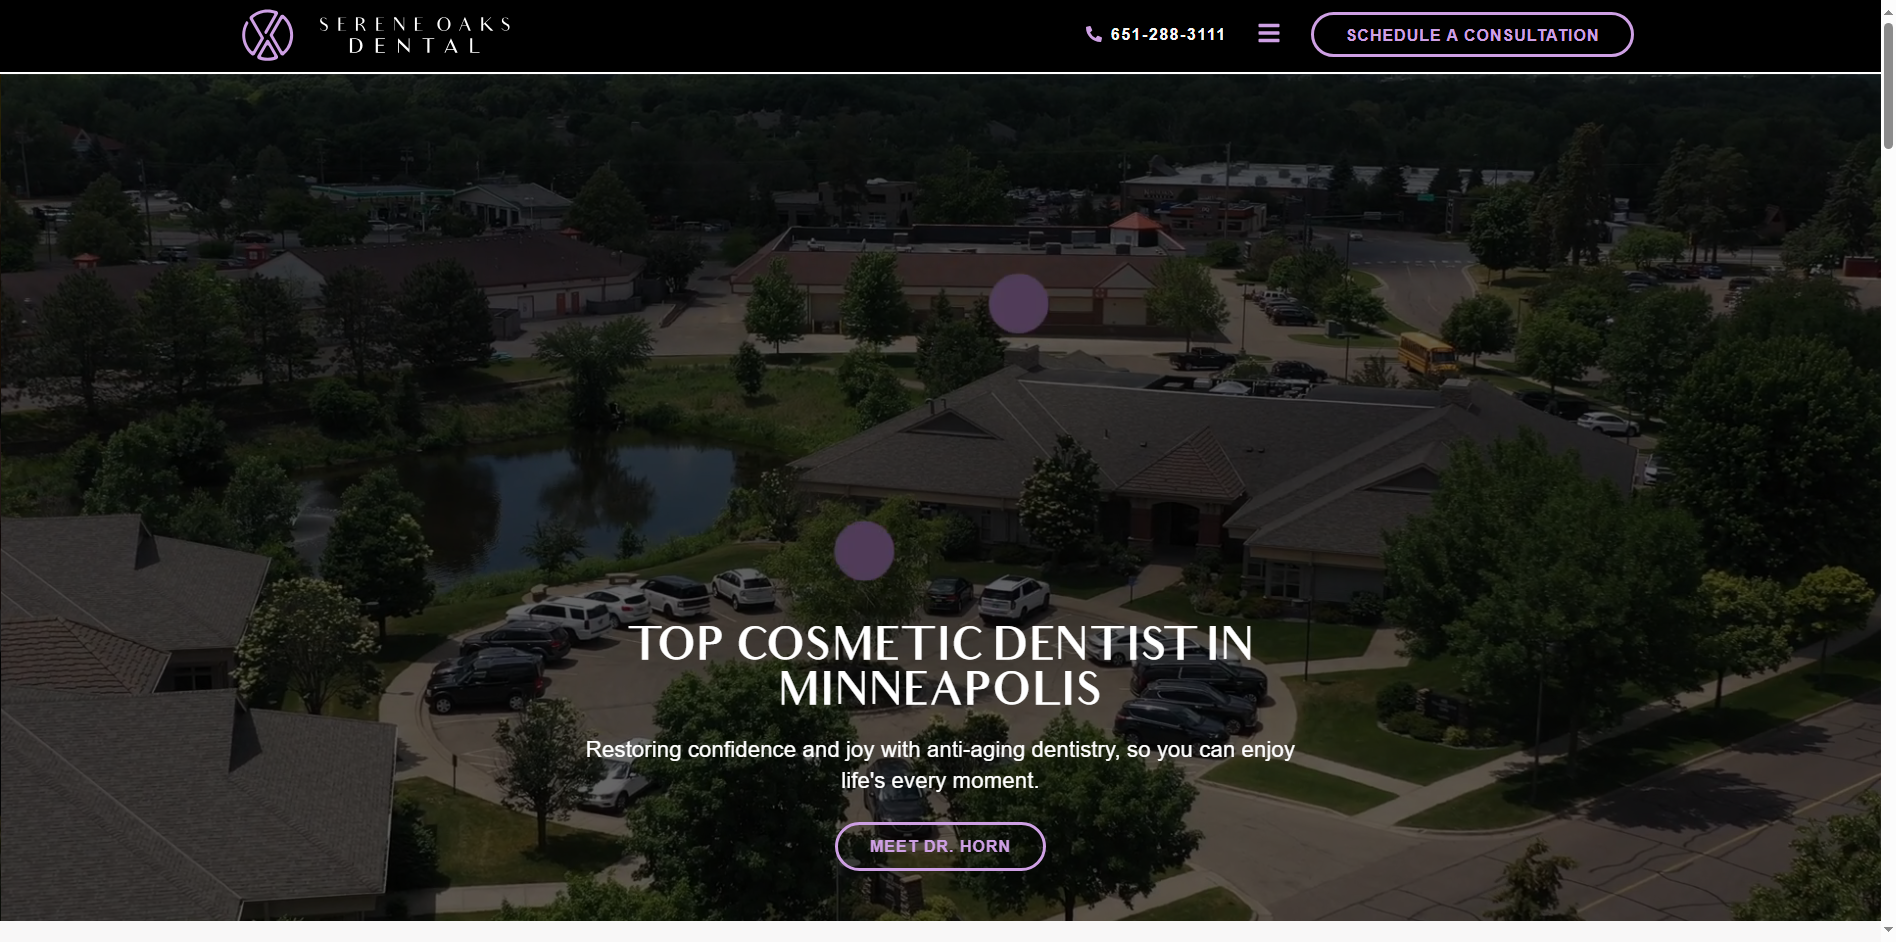 SERENE OAKS
DENTAL
651-288-3111
SCHEDULE A CONSULTATION
TOP COSMETIC DENTIST IN
MINNEAPOLIS
Restoring confidence and joy with anti-aging dentistry, so you can enjoy
life's every moment.
MEET DR. HORN